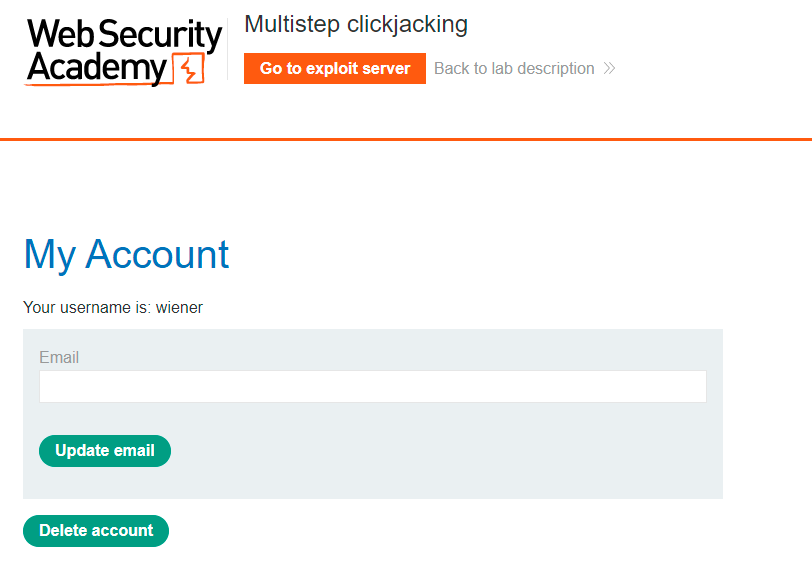 Web Security
Academy
Multistep clickjacking
Go to exploit server
Back to lab description
My Account
Your username is: wiener
Email
Update email
Delete account